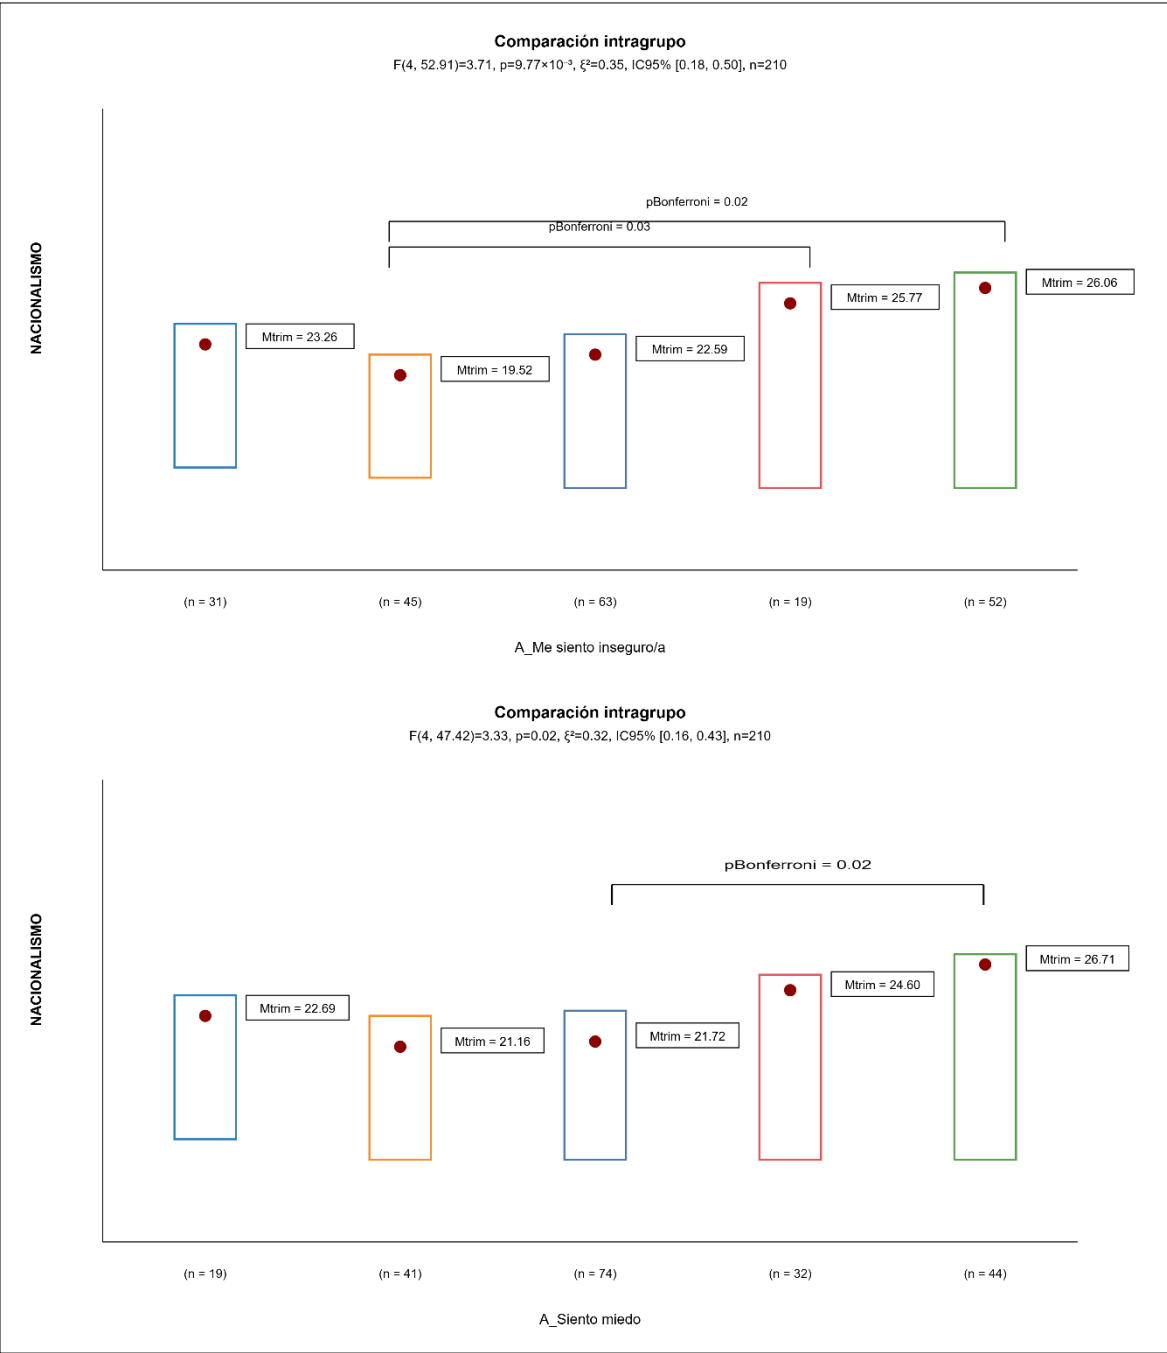 Comparación intragrupo
F(4, 52.91)=3.71, p=9.77×10⁻³, ξ²=0.35, IC95% [0.18, 0.50], n=210
pBonferroni = 0.02
pBonferroni = 0.03
NACIONALISMO
Mtrim = 23.26
Mtrim = 19.52
Mtrim = 22.59
Mtrim = 25.77
Mtrim = 26.06
(n = 31)
(n = 45)
(n = 63)
(n = 19)
(n = 52)
A_Me siento inseguro/a
Comparación intragrupo
F(4, 47.42)=3.33, p=0.02, ξ²=0.32, IC95% [0.16, 0.43], n=210
pBonferroni = 0.02
NACIONALISMO
Mtrim = 22.69
Mtrim = 21.16
Mtrim = 21.72
Mtrim = 24.60
Mtrim = 26.71
(n = 19)
(n = 41)
(n = 74)
(n = 32)
(n = 44)
A_Siento miedo